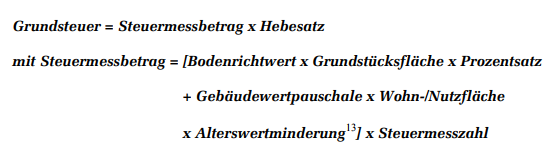 Grundsteuer = Steuermessbetrag x Hebesatz
mit Steuermessbetrag = [Bodenrichtwert x Grundstücksfläche x Prozentsatz
+ Gebäudewertpauschale x Wohn-/Nutzfläche
x Alterswertminderung¹³] x Steuermesszahl